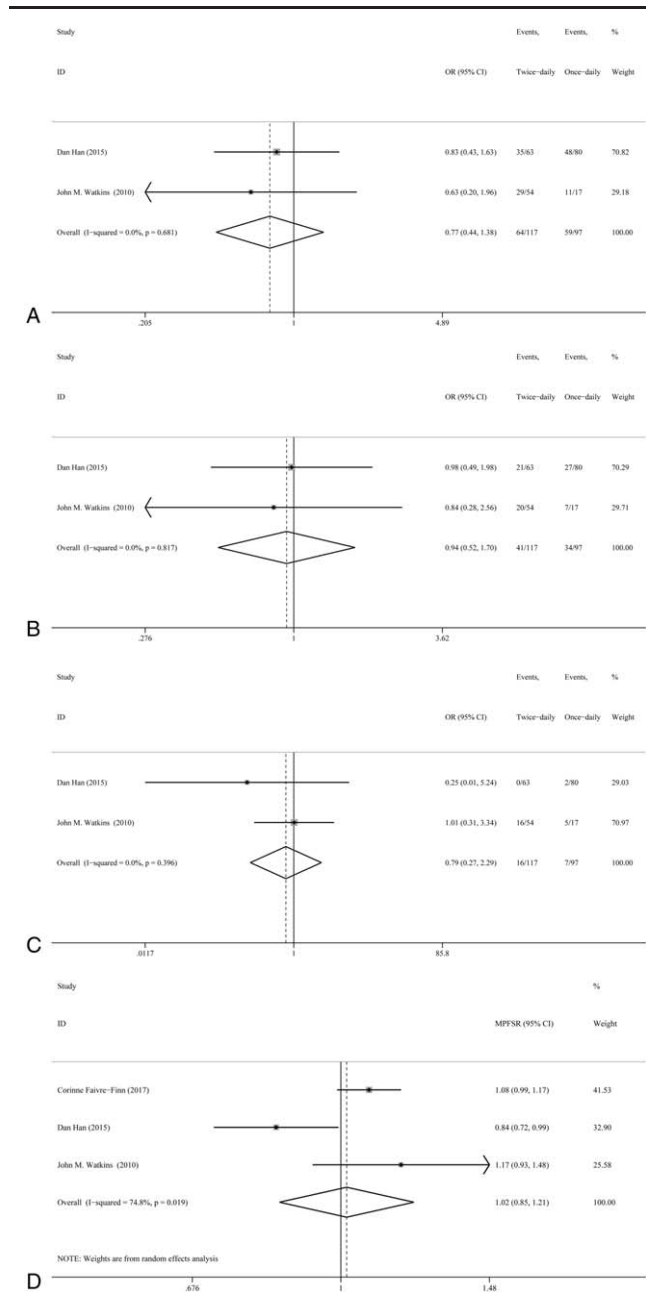 Study Events, Events, %
ID OR (95% CI) Twice−daily Once−daily Weight
Dan Han (2015) 0.83 (0.43, 1.63) 35/63 48/80 70.82
John M. Watkins (2010) 0.63 (0.20, 1.96) 29/54 11/17 29.18
Overall (I−squared = 0.0%, p = 0.681) 0.77 (0.44, 1.38) 64/117 59/97 100.00
A
.205 1 4.89
Study Events, Events, %
ID OR (95% CI) Twice−daily Once−daily Weight
Dan Han (2015) 0.98 (0.49, 1.98) 21/63 27/80 70.29
John M. Watkins (2010) 0.84 (0.28, 2.56) 20/54 7/17 29.71
Overall (I−squared = 0.0%, p = 0.817) 0.94 (0.52, 1.70) 41/117 34/97 100.00
B
.276 1 3.62
Study Events, Events, %
ID OR (95% CI) Twice−daily Once−daily Weight
Dan Han (2015) 0.25 (0.01, 5.24) 0/63 2/80 29.03
John M. Watkins (2010) 1.01 (0.31, 3.34) 16/54 5/17 70.97
Overall (I−squared = 0.0%, p = 0.396) 0.79 (0.27, 2.29) 16/117 7/97 100.00
C
.0117 1 85.8
Study %
ID MPFSR (95% CI) Weight
Corinne Faivre−Finn (2017) 1.08 (0.99, 1.17) 41.53
Dan Han (2015) 0.84 (0.72, 0.99) 32.90
John M. Watkins (2010) 1.17 (0.93, 1.48) 25.58
Overall (I−squared = 74.8%, p = 0.019) 1.02 (0.85, 1.21) 100.00
NOTE: Weights are from random effects analysis
D
.676 1 1.48